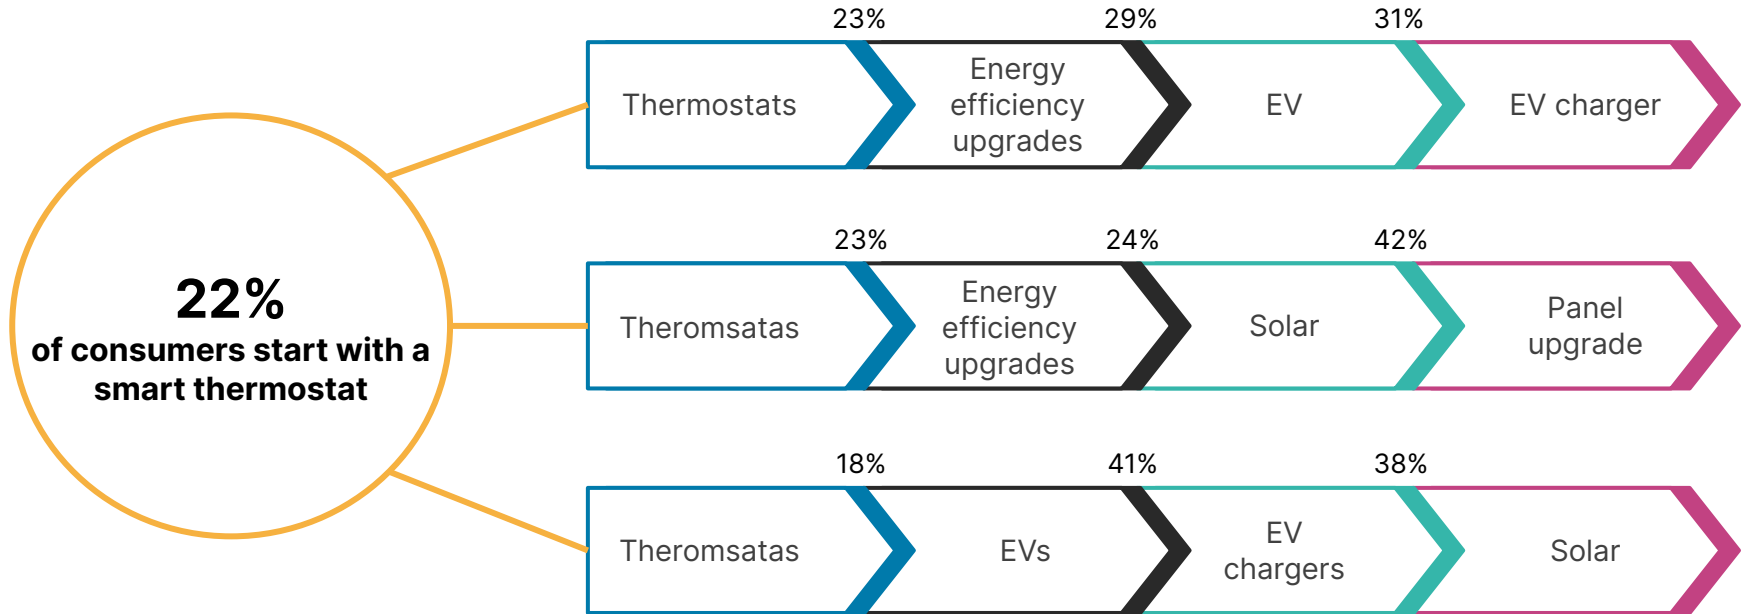 23% 29% 31%
Thermostats
Energy
efficiency
upgrades
EV
EV charger
22%
of consumers start with a
smart thermostat
23% 24% 42%
Theromsatas
Energy
efficiency
upgrades
Solar
Panel
upgrade
18% 41% 38%
Theromsatas
EVs
EV
chargers
Solar